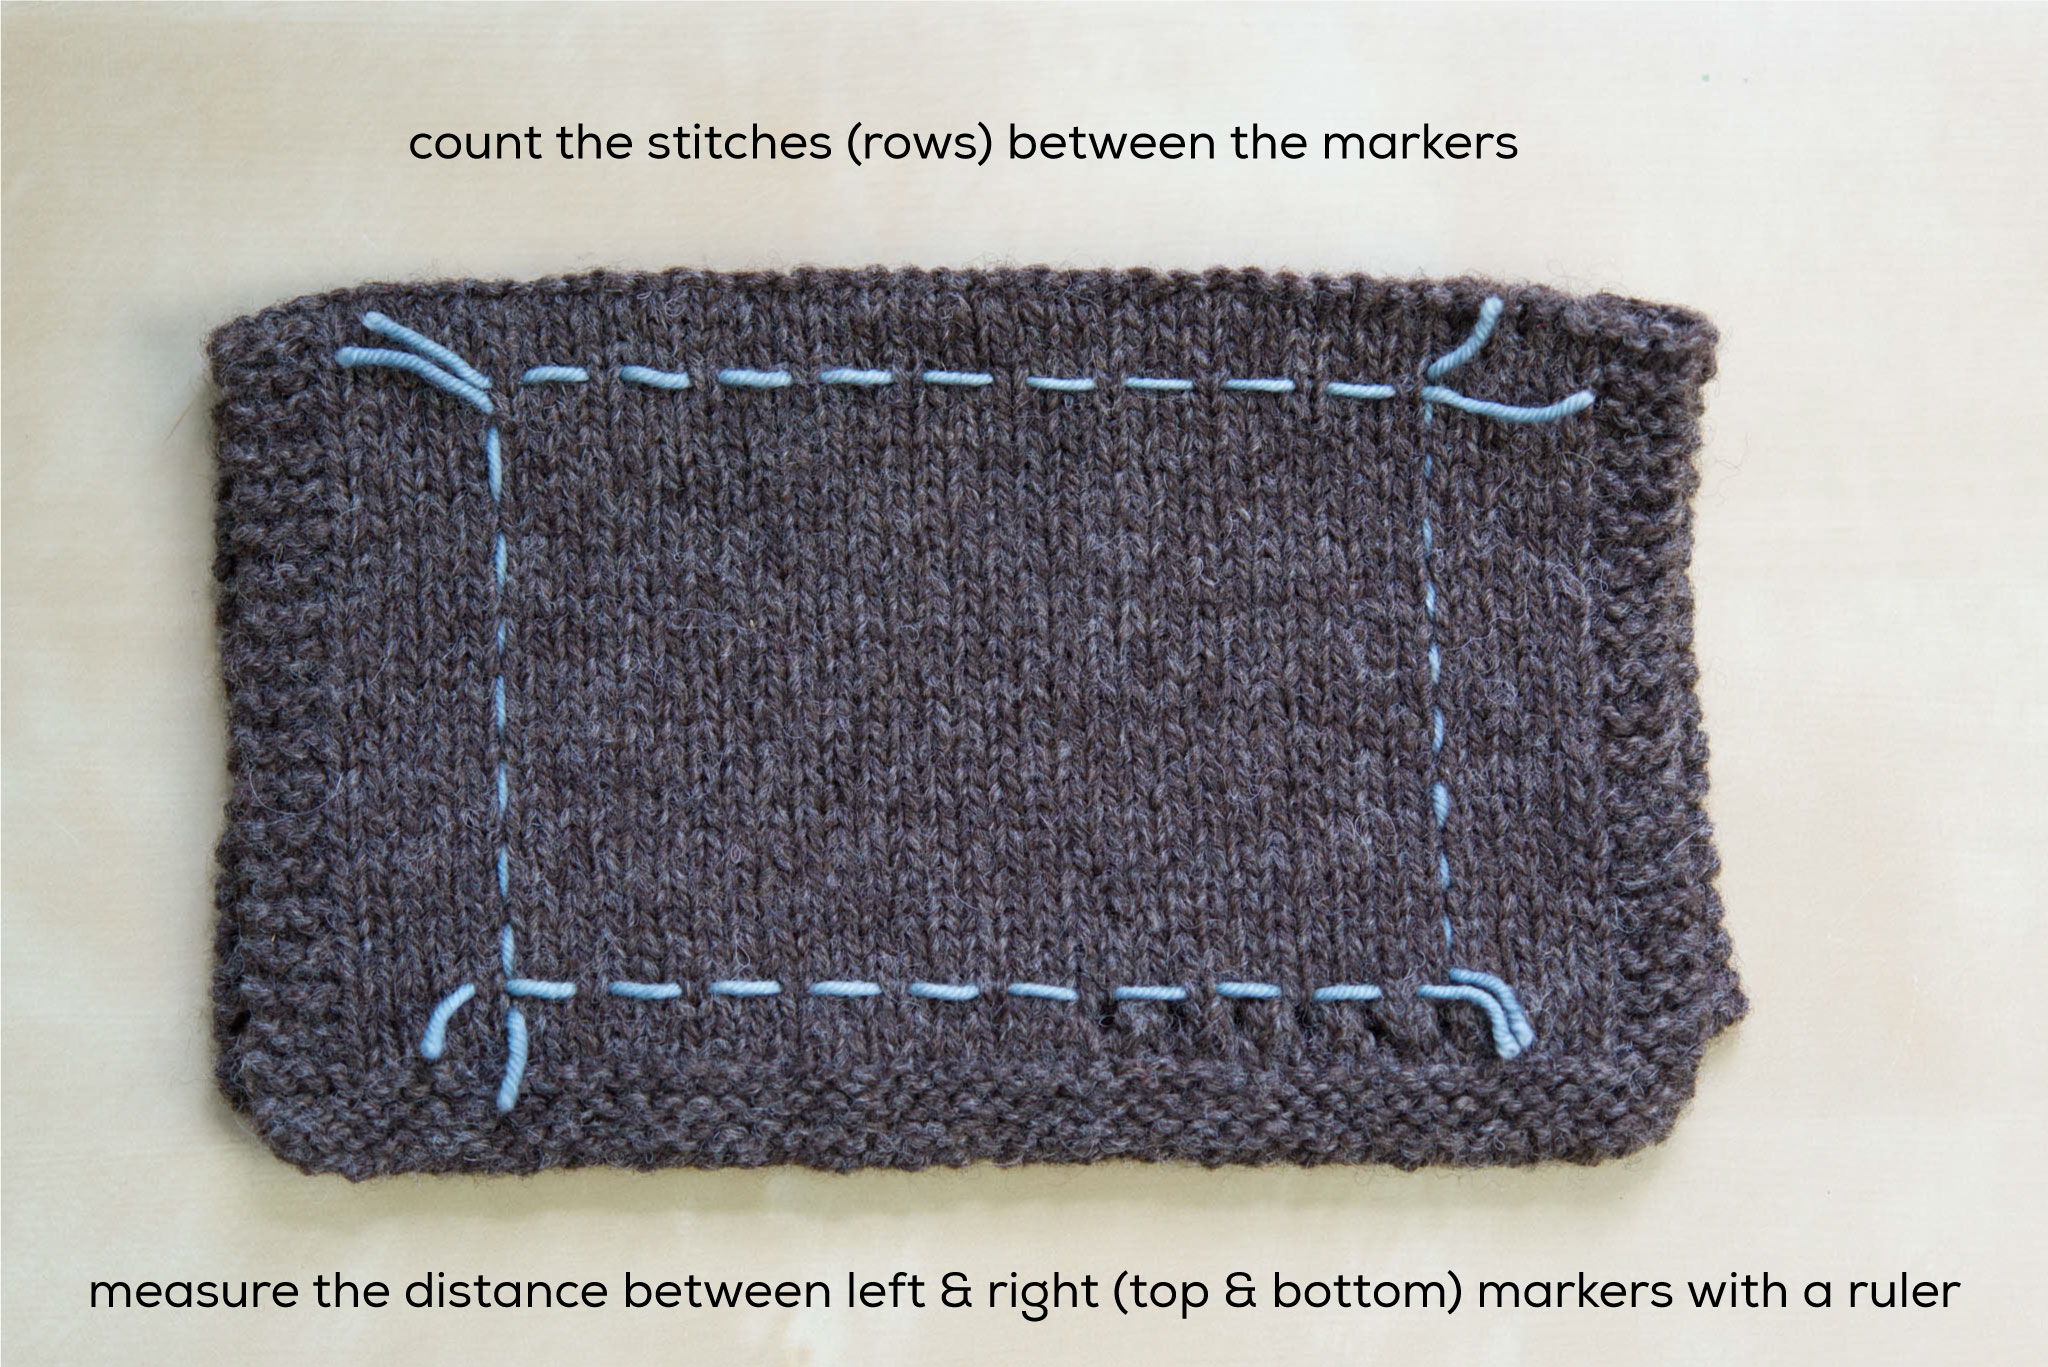 count the stitches (rows) between the markers
measure the distance between left & right (top & bottom) markers with a ruler